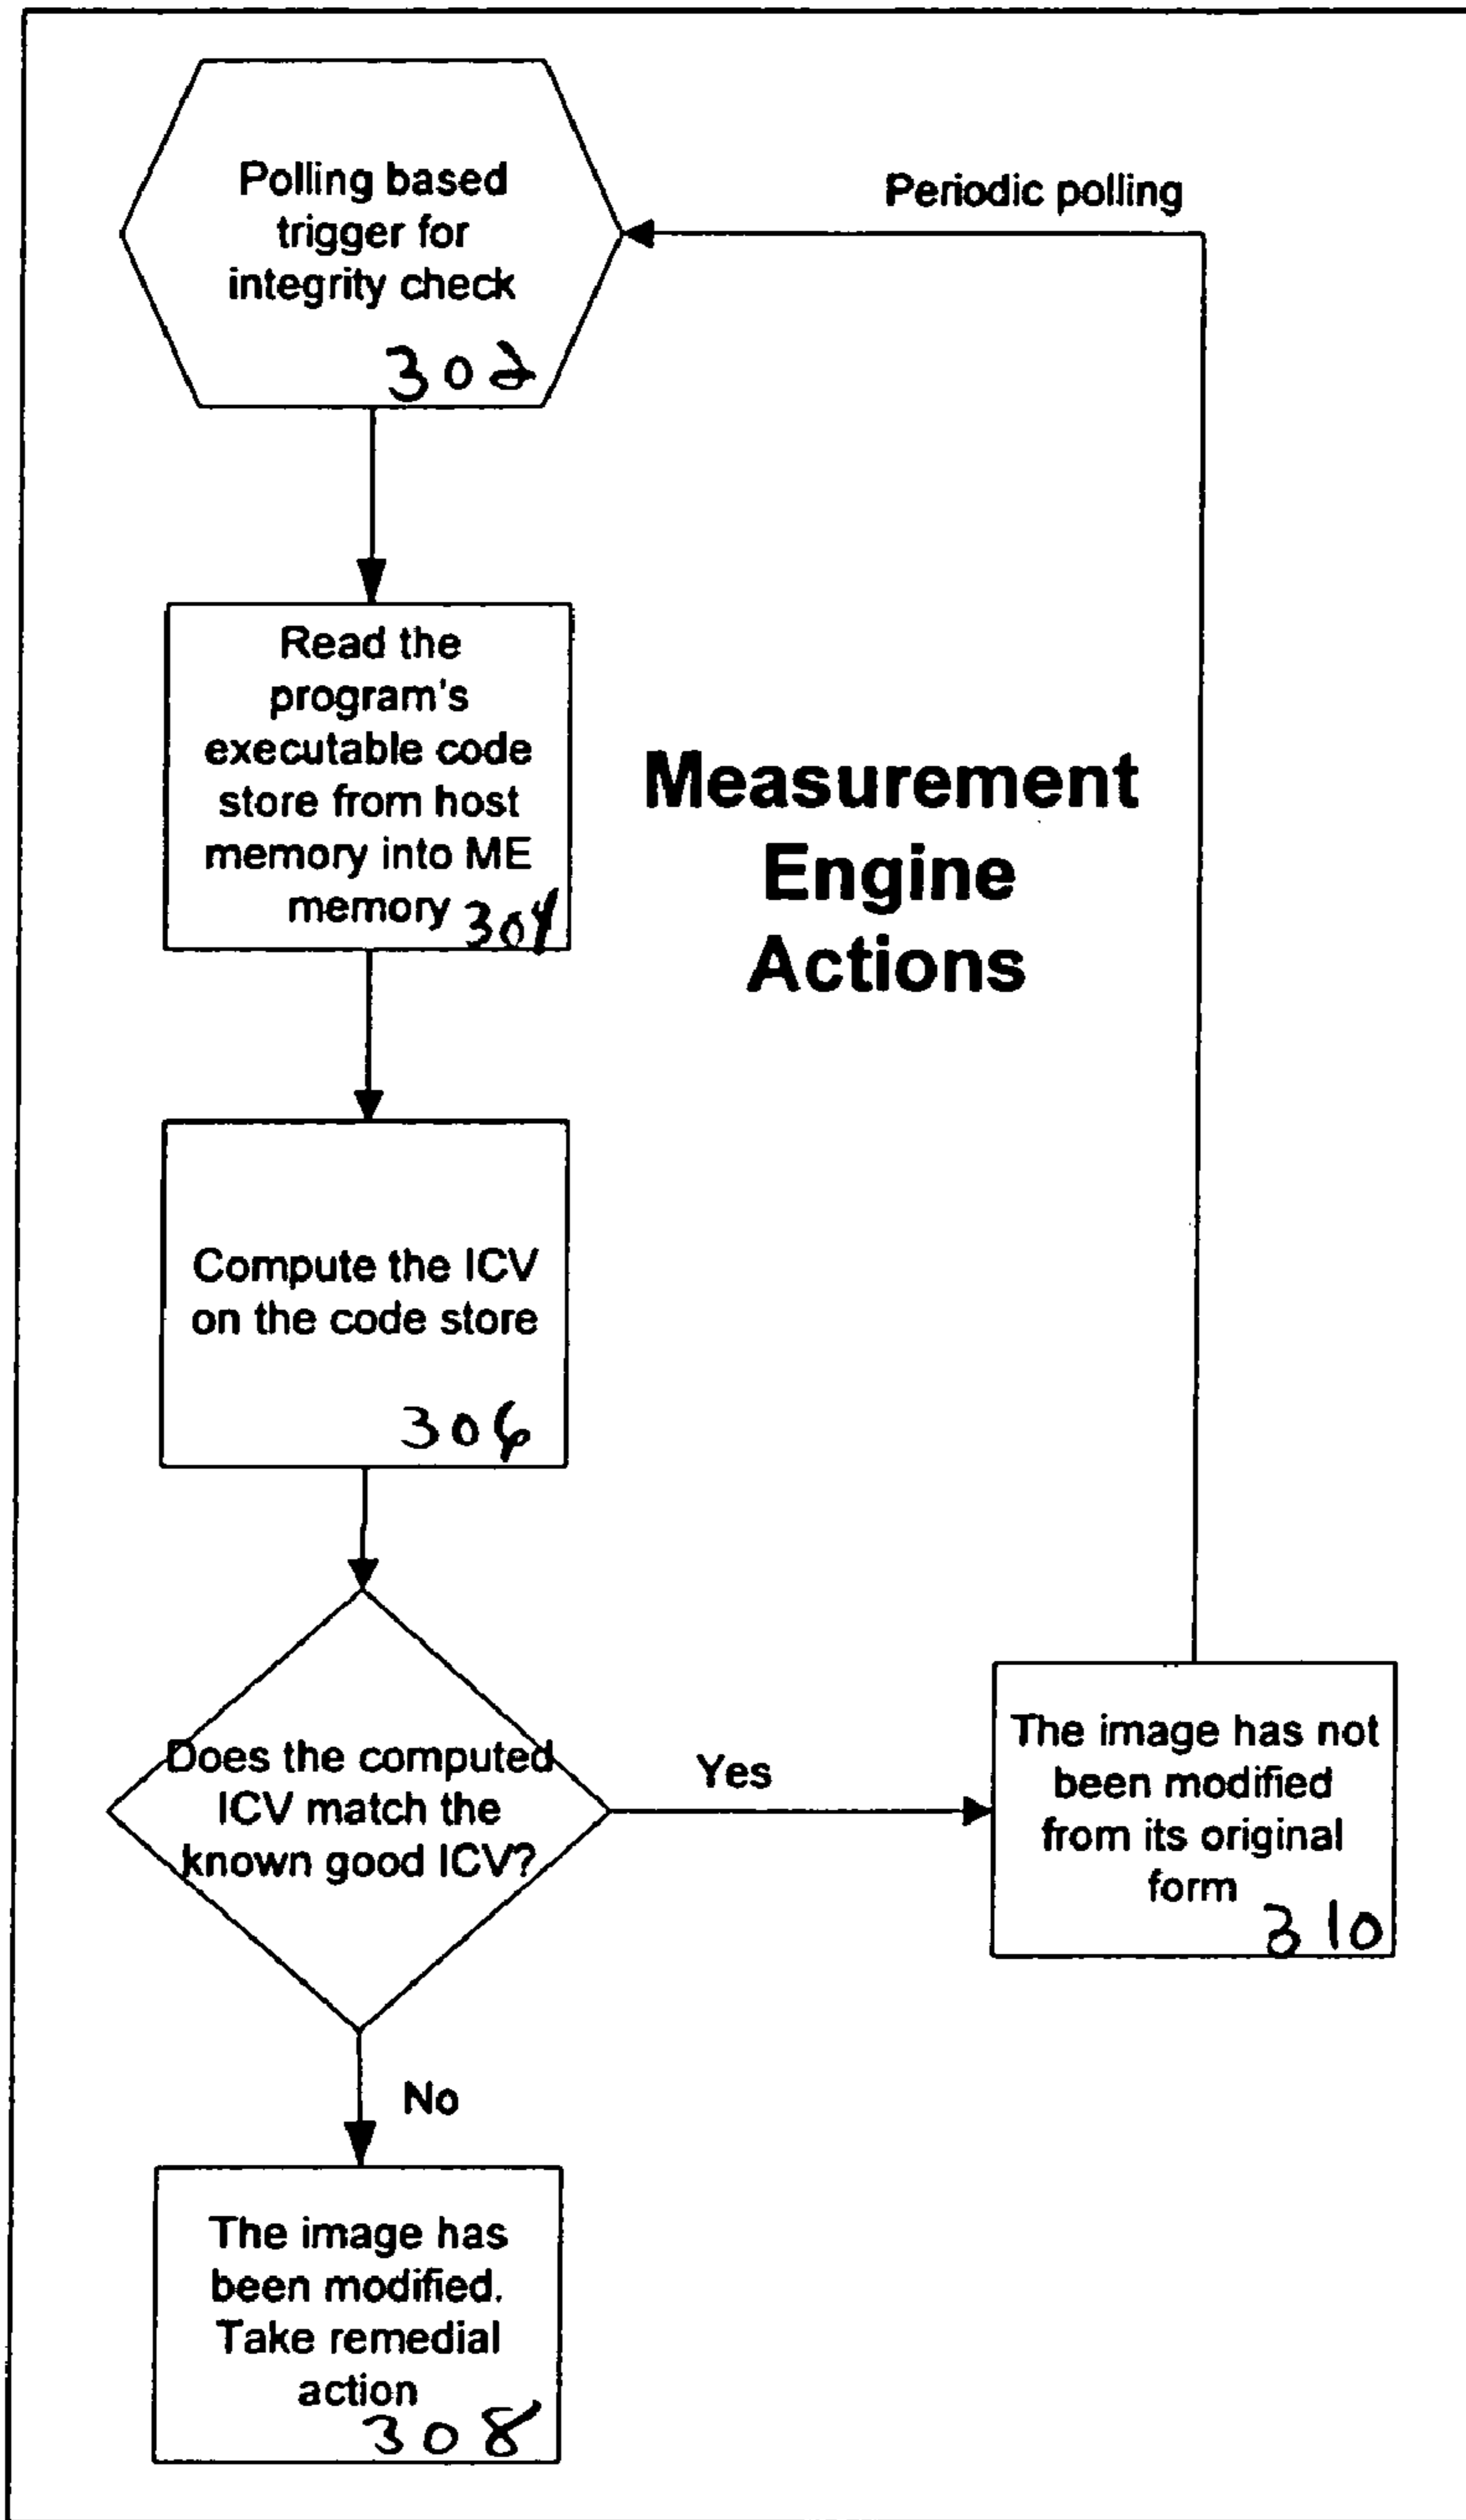 Polling based
trigger for
integrity check
302
Periodic polling
Read the
program's
executable code
store from host
memory into ME
memory 304
Measurement
Engine
Actions
Compute the ICV
on the code store
306
Does the computed
ICV match the
known good ICV?
Yes
The image has not
been modified
from its original
form
310
No
The image has
been modified.
Take remedial
action
308